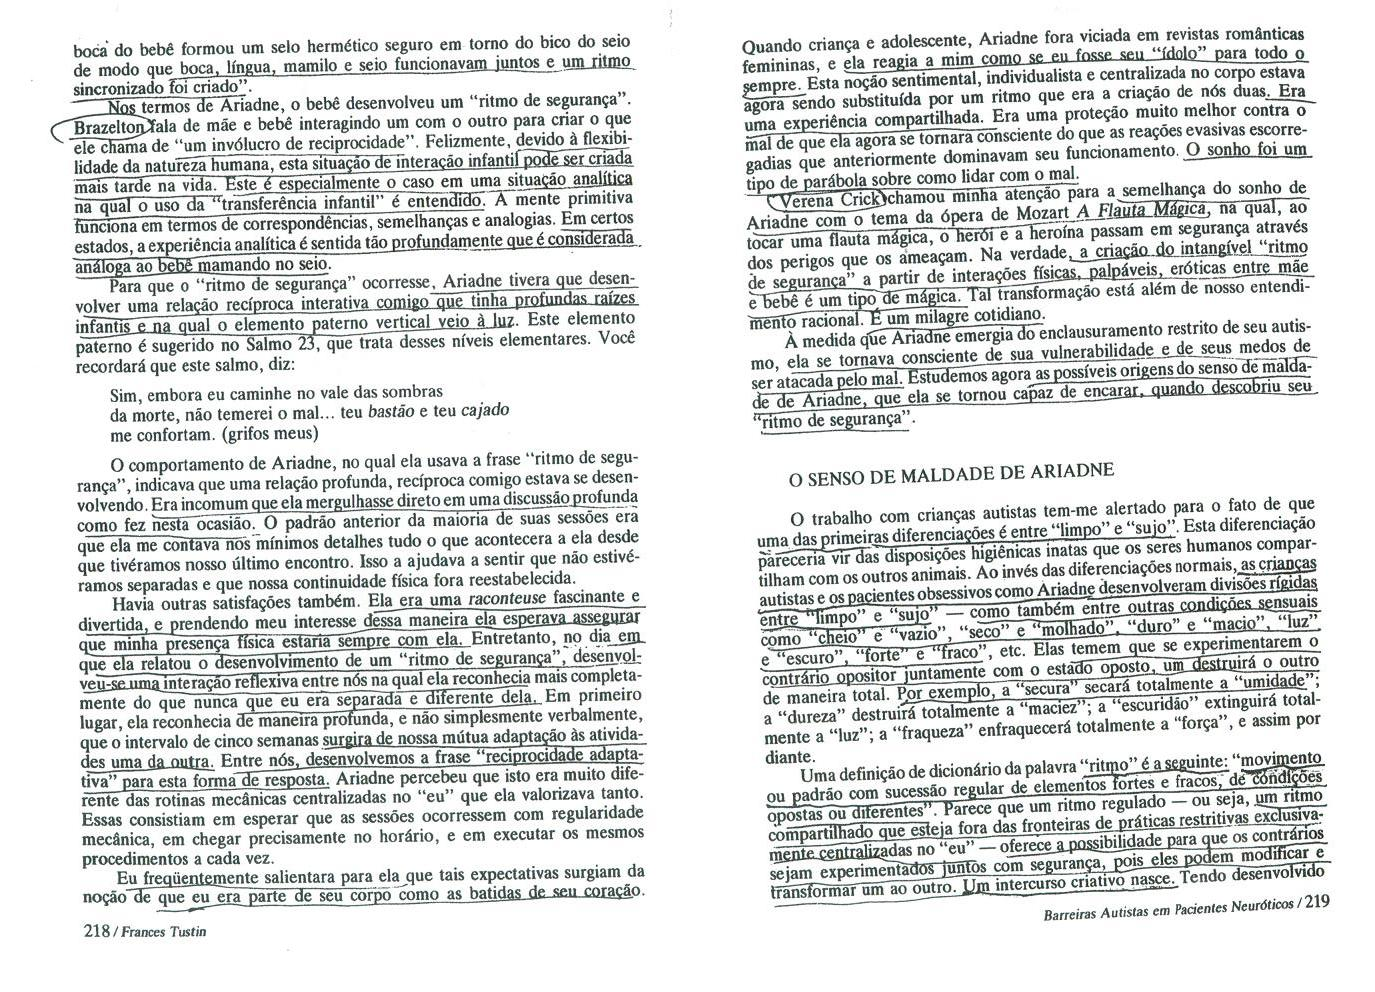 boca do bebê formou um selo hermético seguro em torno do bico do seio
de modo que boca, língua, mamilo e seio funcionavam juntos e um ritmo
sincronizado foi criado”.
Nos termos de Ariadne, o bebê desenvolveu um “ritmo de segurança”.
Brazelton fala de mãe e bebê interagindo um com o outro para criar o que
ele chama de “um invólucro de reciprocidade”. Felizmente, devido à flexibi-
lidade da natureza humana, esta situação de interação infantil pode ser criada
mais tarde na vida. Este é especialmente o caso em uma situação analítica
na qual o uso da “transferência infantil” é entendido. A mente primitiva
funciona em termos de correspondências, semelhanças e analogias. Em certos
estados, a experiência analítica é sentida tão profundamente que é considerada
análoga ao bebê mamando no seio.
Para que o “ritmo de segurança” ocorresse, Ariadne tivera que desen-
volver uma relação recíproca interativa comigo que tinha profundas raízes
infantis e na qual o elemento paterno vertical veio à luz. Este elemento
paterno é sugerido no Salmo 23, que trata desses níveis elementares. Você
recordará que este salmo, diz:
Sim, embora eu caminhe no vale das sombras
da morte, não temerei o mal... teu bastão e teu cajado
me confortam. (grifos meus)
O comportamento de Ariadne, no qual ela usava a frase “ritmo de segu-
rança”, indicava que uma relação profunda, recíproca comigo estava se desen-
volvendo. Era incomum que ela mergulhasse direto em uma discussão profunda
como fez nesta ocasião. O padrão anterior da maioria de suas sessões era
que ela me contava nos mínimos detalhes tudo o que acontecera a ela desde
que tivéramos nosso último encontro. Isso a ajudava a sentir que não estivé-
ramos separadas e que nossa continuidade física fora reestabelecida.
Havia outras satisfações também. Ela era uma raconteuse fascinante e
divertida, e prendendo meu interesse dessa maneira ela esperava assegurar
que minha presença física estaria sempre com ela. Entretanto, no dia em
que ela relatou o desenvolvimento de um “ritmo de segurança”, desenvol-
veu-se uma interação reflexiva entre nós na qual ela reconhecia mais completa-
mente do que nunca que eu era separada e diferente dela. Em primeiro
lugar, ela reconhecia de maneira profunda, e não simplesmente verbalmente,
que o intervalo de cinco semanas surgira de nossa mútua adaptação às ativida-
des uma da outra. Entre nós, desenvolvemos a frase “reciprocidade adapta-
tiva” para esta forma de resposta. Ariadne percebeu que isto era muito dife-
rente das rotinas mecânicas centralizadas no “eu” que ela valorizava tanto.
Essas consistiam em esperar que as sessões ocorressem com regularidade
mecânica, em chegar precisamente no horário, e em executar os mesmos
procedimentos a cada vez.
Eu freqüentemente salientara para ela que tais expectativas surgiam da
noção de que eu era parte de seu corpo como as batidas de seu coração.
218 / Frances Tustin
Quando criança e adolescente, Ariadne fora viciada em revistas românticas
femininas, e ela reagia a mim como se eu fosse seu “ídolo” para todo o
sempre. Esta noção sentimental, individualista e centralizada no corpo estava
agora sendo substituída por um ritmo que era a criação de nós duas. Era
uma experiência compartilhada. Era uma proteção muito melhor contra o
mal de que ela agora se tornara consciente do que as reações evasivas escorre-
gadias que anteriormente dominavam seu funcionamento. O sonho foi um
tipo de parábola sobre como lidar com o mal.
Verena Crick chamou minha atenção para a semelhança do sonho de
Ariadne com o tema da ópera de Mozart A Flauta Mágica, na qual, ao
tocar uma flauta mágica, o herói e a heroína passam em segurança através
dos perigos que os ameaçam. Na verdade, a criação do intangível “ritmo
de segurança” a partir de interações físicas, palpáveis, eróticas entre mãe
e bebê é um tipo de mágica. Tal transformação está além de nosso entendi-
mento racional. É um milagre cotidiano.
À medida que Ariadne emergia do enclausuramento restrito de seu autis-
mo, ela se tornava consciente de sua vulnerabilidade e de seus medos de
ser atacada pelo mal. Estudemos agora as possíveis origens do senso de malda-
de de Ariadne, que ela se tornou capaz de encarar, quando descobriu seu
“ritmo de segurança”.
O SENSO DE MALDADE DE ARIADNE
O trabalho com crianças autistas tem-me alertado para o fato de que
uma das primeiras diferenciações é entre “limpo” e “sujo”. Esta diferenciação
pareceria vir das disposições higiênicas inatas que os seres humanos compar-
tilham com os outros animais. Ao invés das diferenciações normais, as crianças
autistas e os pacientes obsessivos como Ariadne desenvolveram divisões rígidas
entre “limpo” e “sujo” — como também entre outras condições sensuais
como “cheio” e “vazio”, “seco” e “molhado”, “duro” e “macio”, “luz”
e “escuro”, “forte” e “fraco”, etc. Elas temem que se experimentarem o
contrário opositor juntamente com o estado oposto, um destruirá o outro
de maneira total. Por exemplo, a “secura” secará totalmente a “umidade”;
a “dureza” destruirá totalmente a “maciez”; a “escuridão” extinguirá total-
mente a “luz”; a “fraqueza” enfraquecerá totalmente a “força”, e assim por
diante.
Uma definição de dicionário da palavra “ritmo” é a seguinte: “movimento
ou padrão com sucessão regular de elementos fortes e fracos, de condições
opostas ou diferentes”. Parece que um ritmo regulado — ou seja, um ritmo
compartilhado que esteja fora das fronteiras de práticas restritivas exclusiva-
mente centralizadas no “eu” — oferece a possibilidade para que os contrários
sejam experimentados juntos com segurança, pois eles podem modificar e
transformar um ao outro. Um intercurso criativo nasce. Tendo desenvolvido
Barreiras Autistas em Pacientes Neuróticos / 219